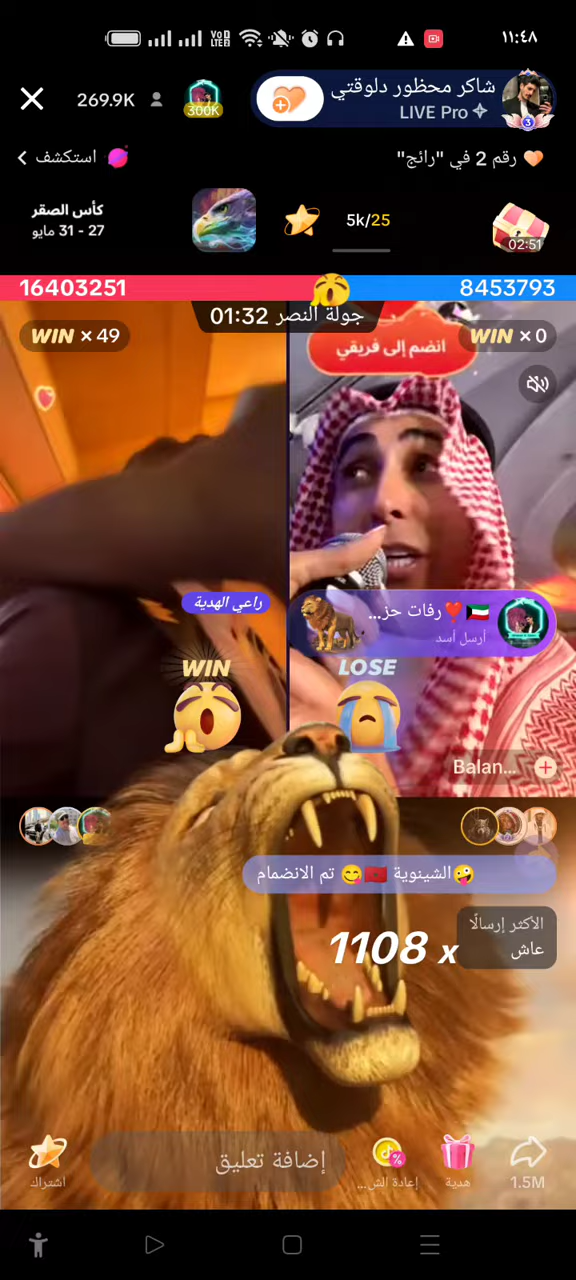 ١١:٤٨
VoD LTE2
شاكر محظور دلوقتي
LIVE Pro
3
269.9K
300K
رقم 2 في "رائج"
استكشف
كأس الصقر
27 - 31 مايو
5k/25
02:51
16403251
8453793
جولة النصر 01:32
WIN × 49
WIN × 0
انضم إلى فريقي
راعي الهدية
رفات حز...
أرسل أسد
WIN
LOSE
Balan...
الشينوية تم الانضمام
الأكثر إرسالًا
عاش
1108 x
إضافة تعليق
اشتراك
إعادة الش...
هدية
1.5M